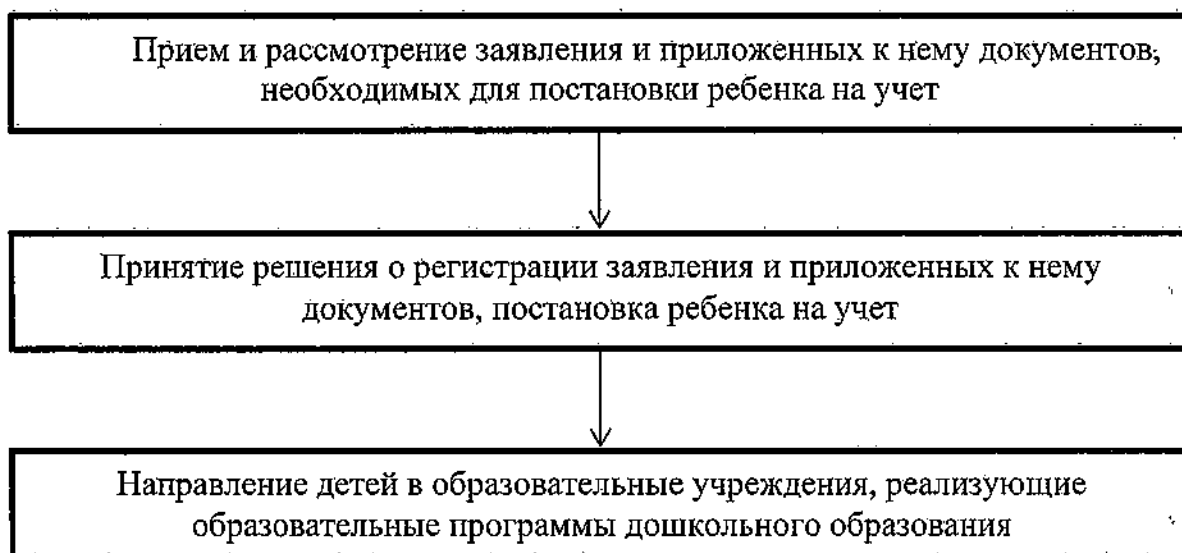 Прием и рассмотрение заявления и приложенных к нему документов,
необходимых для постановки ребенка на учет
Принятие решения о регистрации заявления и приложенных к нему
документов, постановка ребенка на учет
Направление детей в образовательные учреждения, реализующие
образовательные программы дошкольного образования